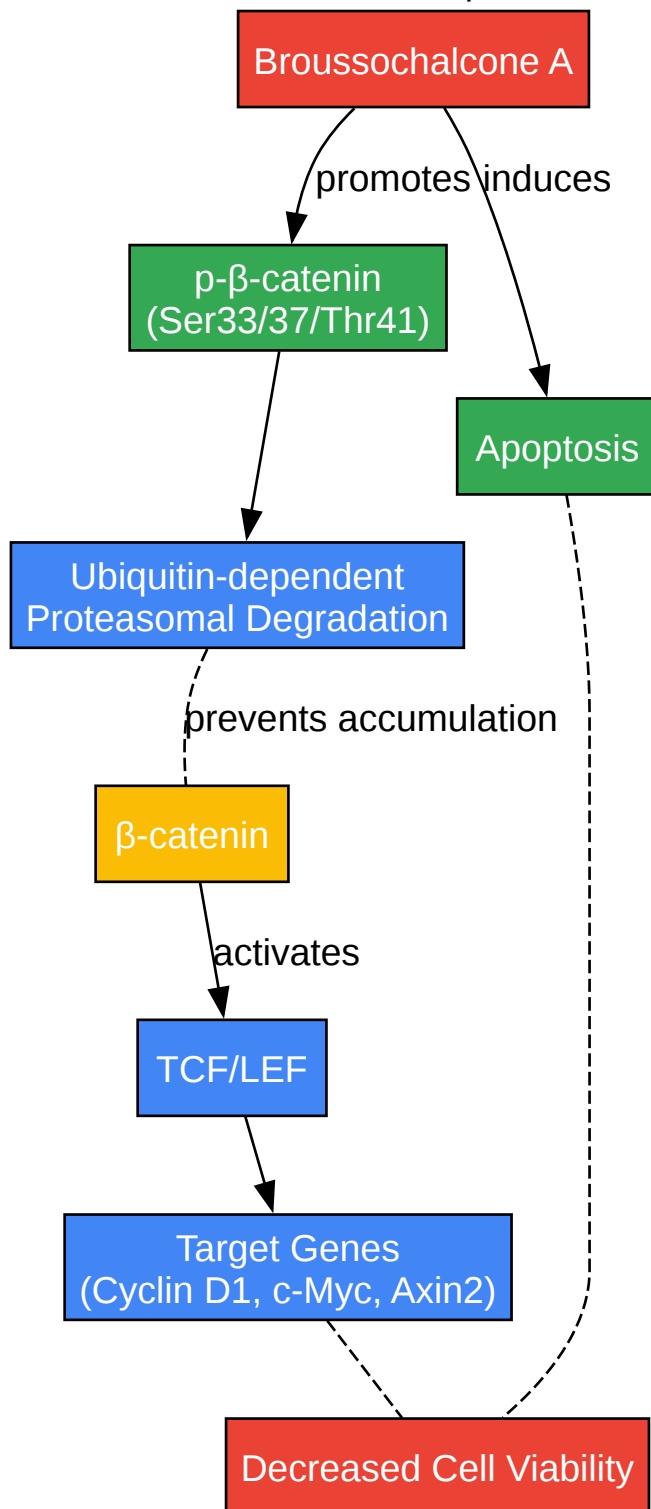 Broussochalcone A
promotes
induces
p-β-catenin
(Ser33/37/Thr41)
Apoptosis
Ubiquitin-dependent
Proteasomal Degradation
prevents accumulation
β-catenin
activates
TCF/LEF
Target Genes
(Cyclin D1, c-Myc, Axin2)
Decreased Cell Viability